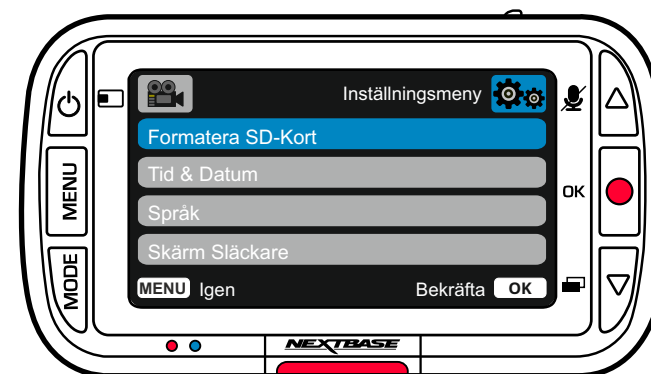 Inställningsmeny
Formatera SD-Kort
Tid & Datum
Språk
Skärm Släckare
MENU Igen
Bekräfta OK
MENU
MODE
OK
NEXTBASE